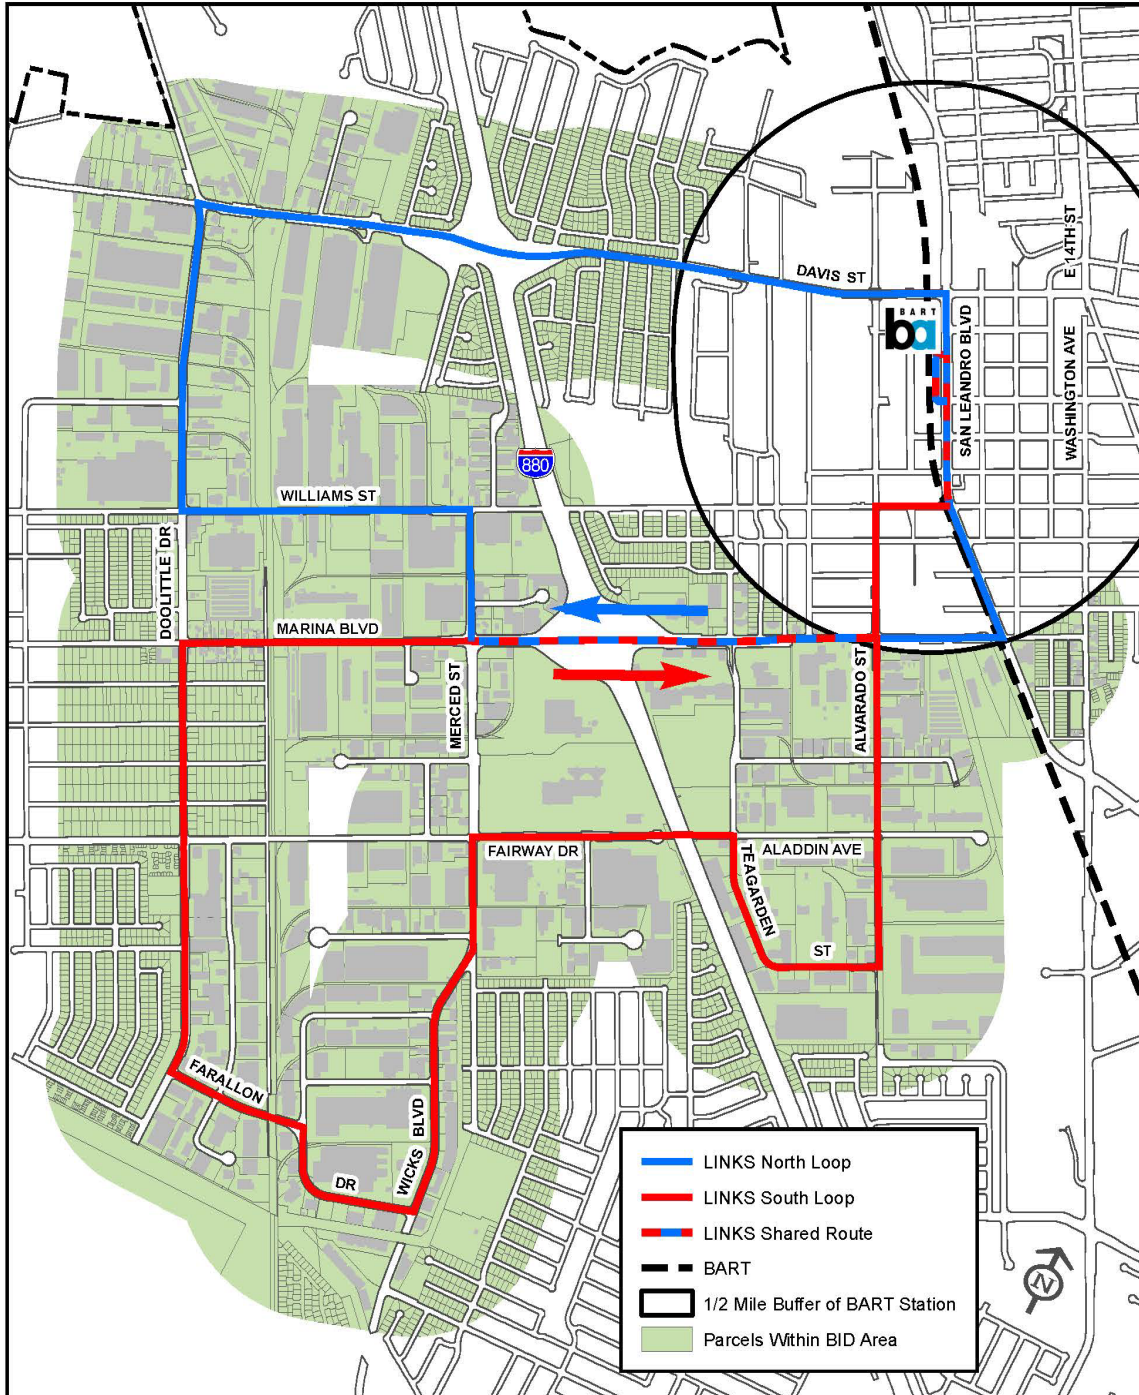 E 14TH ST
DAVIS ST
BART
ba
SAN LEANDRO BLVD
WASHINGTON AVE
880
WILLIAMS ST
DOOLITTLE DR
MARINA BLVD
MERCED ST
ALVARADO ST
FAIRWAY DR
ALADDIN AVE
TEAGARDEN
ST
FARALLON
DR
WICKS BLVD
LINKS North Loop
LINKS South Loop
LINKS Shared Route
BART
1/2 Mile Buffer of BART Station
Parcels Within BID Area
N